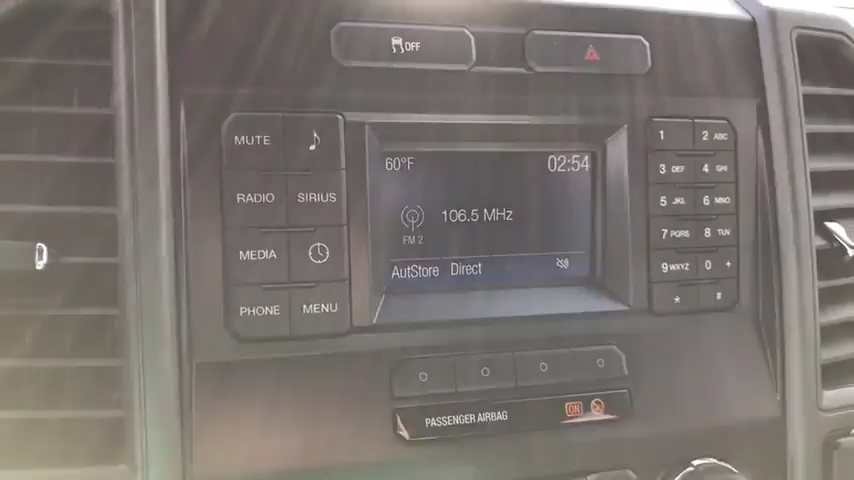 OFF
MUTE
RADIO SIRIUS
MEDIA
PHONE MENU
60°F 02:54
106.5 MHz
FM 2
AutStore Direct
1 2 ABC
3 DEF 4 GHI
5 JKL 6 MNO
7 PQRS 8 TUV
9 WXYZ 0 +
* #
PASSENGER AIRBAG ON